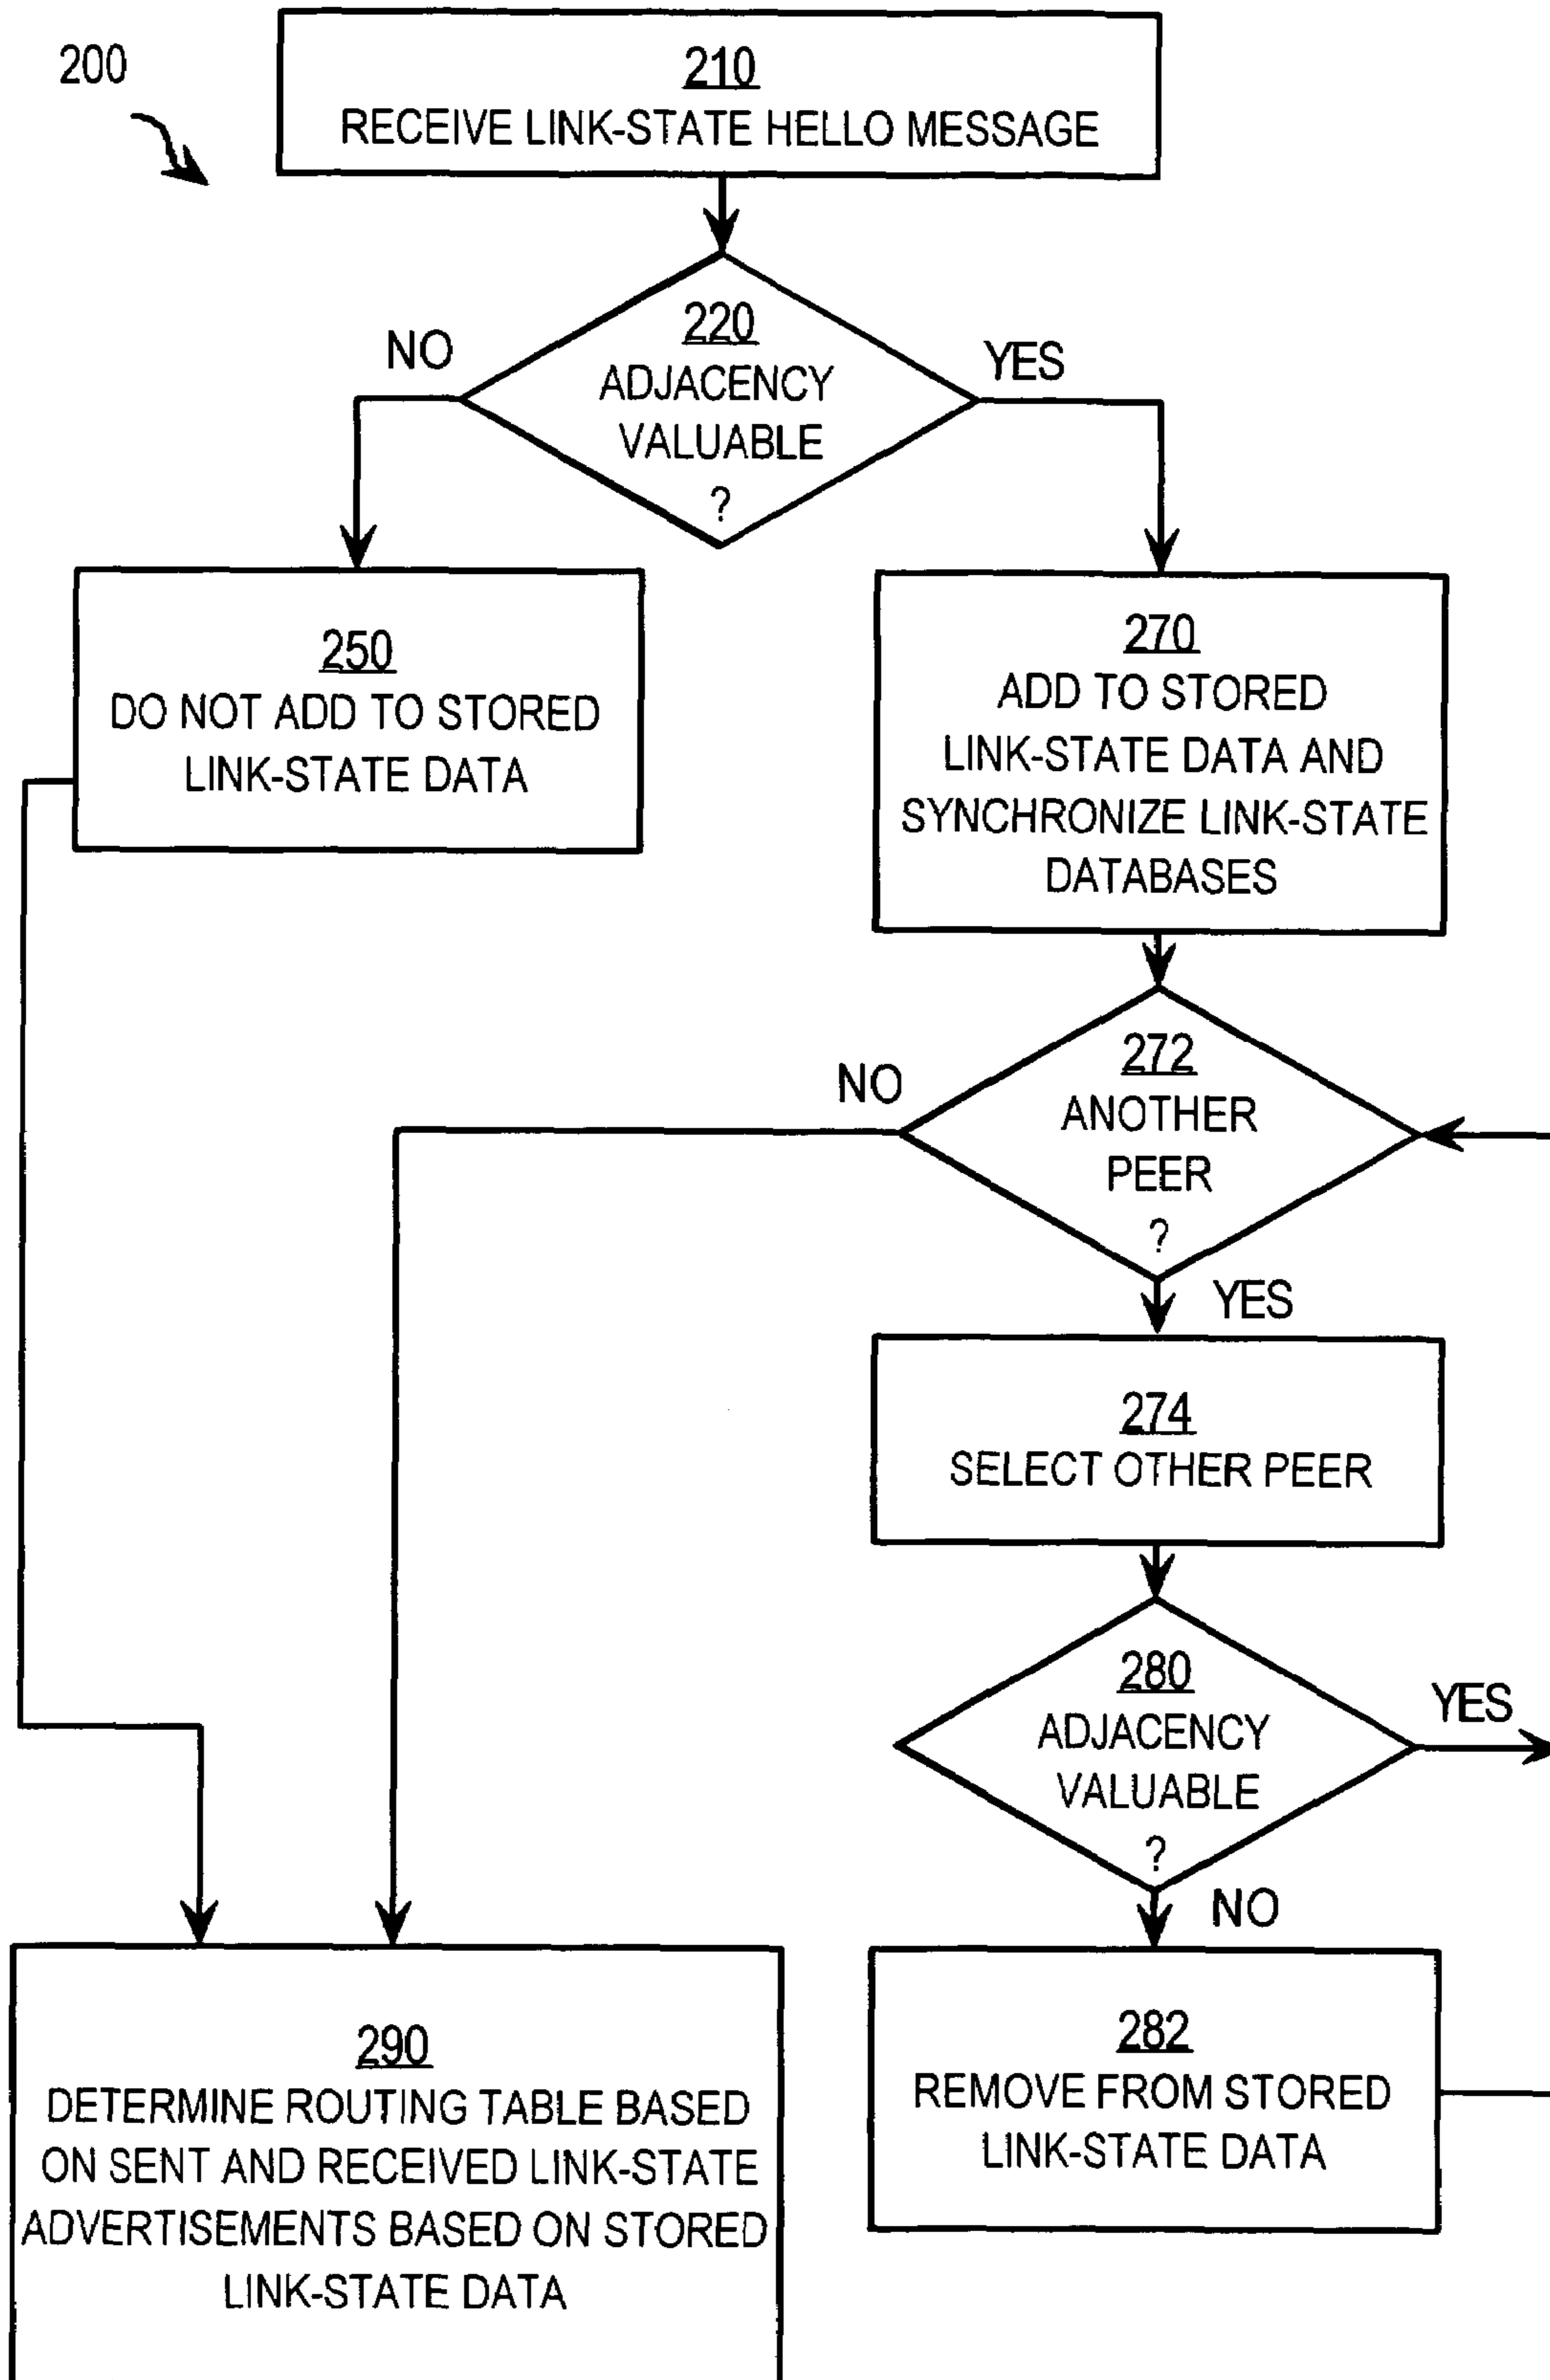 200
210
RECEIVE LINK-STATE HELLO MESSAGE
220
ADJACENCY
VALUABLE
?
NO
YES
250
DO NOT ADD TO STORED
LINK-STATE DATA
270
ADD TO STORED
LINK-STATE DATA AND
SYNCHRONIZE LINK-STATE
DATABASES
272
ANOTHER
PEER
?
NO
YES
274
SELECT OTHER PEER
280
ADJACENCY
VALUABLE
?
YES
NO
282
REMOVE FROM STORED
LINK-STATE DATA
290
DETERMINE ROUTING TABLE BASED
ON SENT AND RECEIVED LINK-STATE
ADVERTISEMENTS BASED ON STORED
LINK-STATE DATA